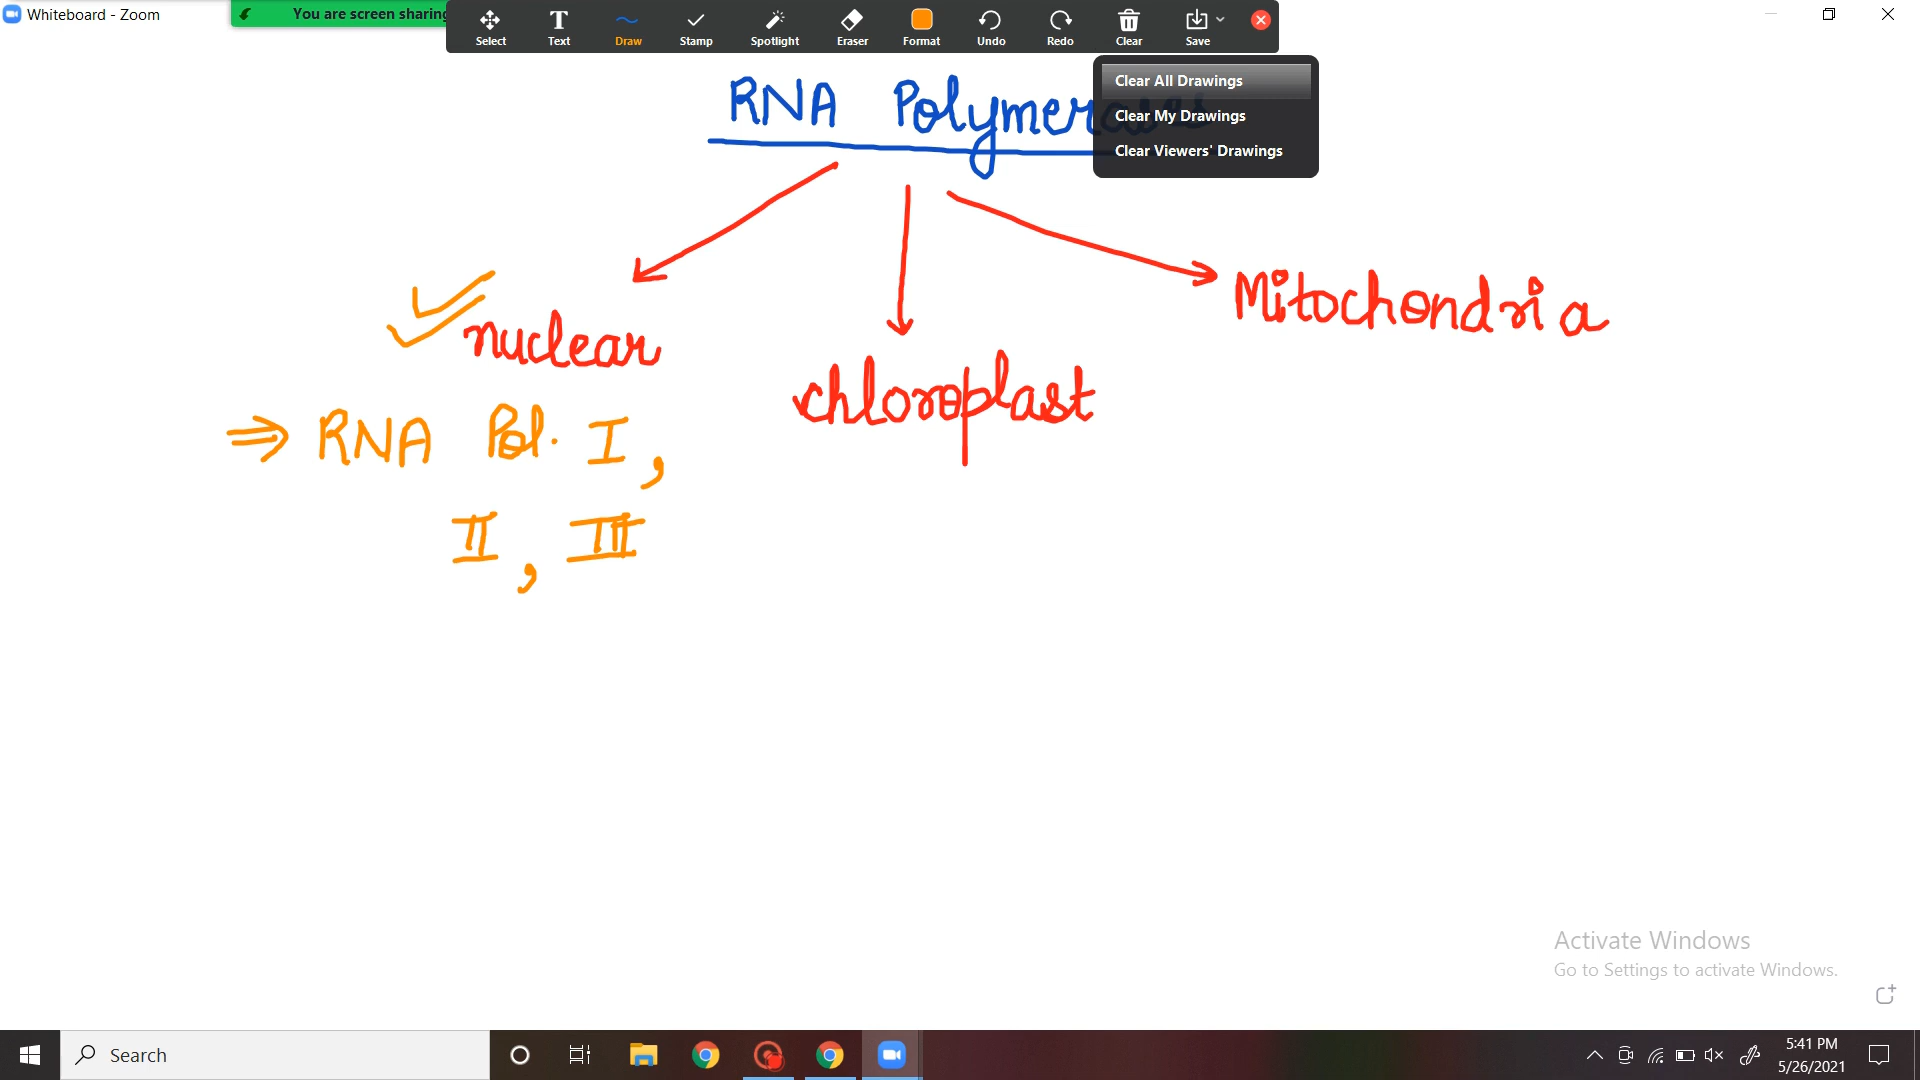 Whiteboard - Zoom
You are screen sharing
Select Text Draw Stamp Spotlight Eraser Format Undo Redo Clear Save
Clear All Drawings
Clear My Drawings
Clear Viewers' Drawings
RNA Polymerases
nuclear
chloroplast
Mitochondria
⇒ RNA Pol. I,
II, III
Activate Windows
Go to Settings to activate Windows.
Search
5:41 PM
5/26/2021